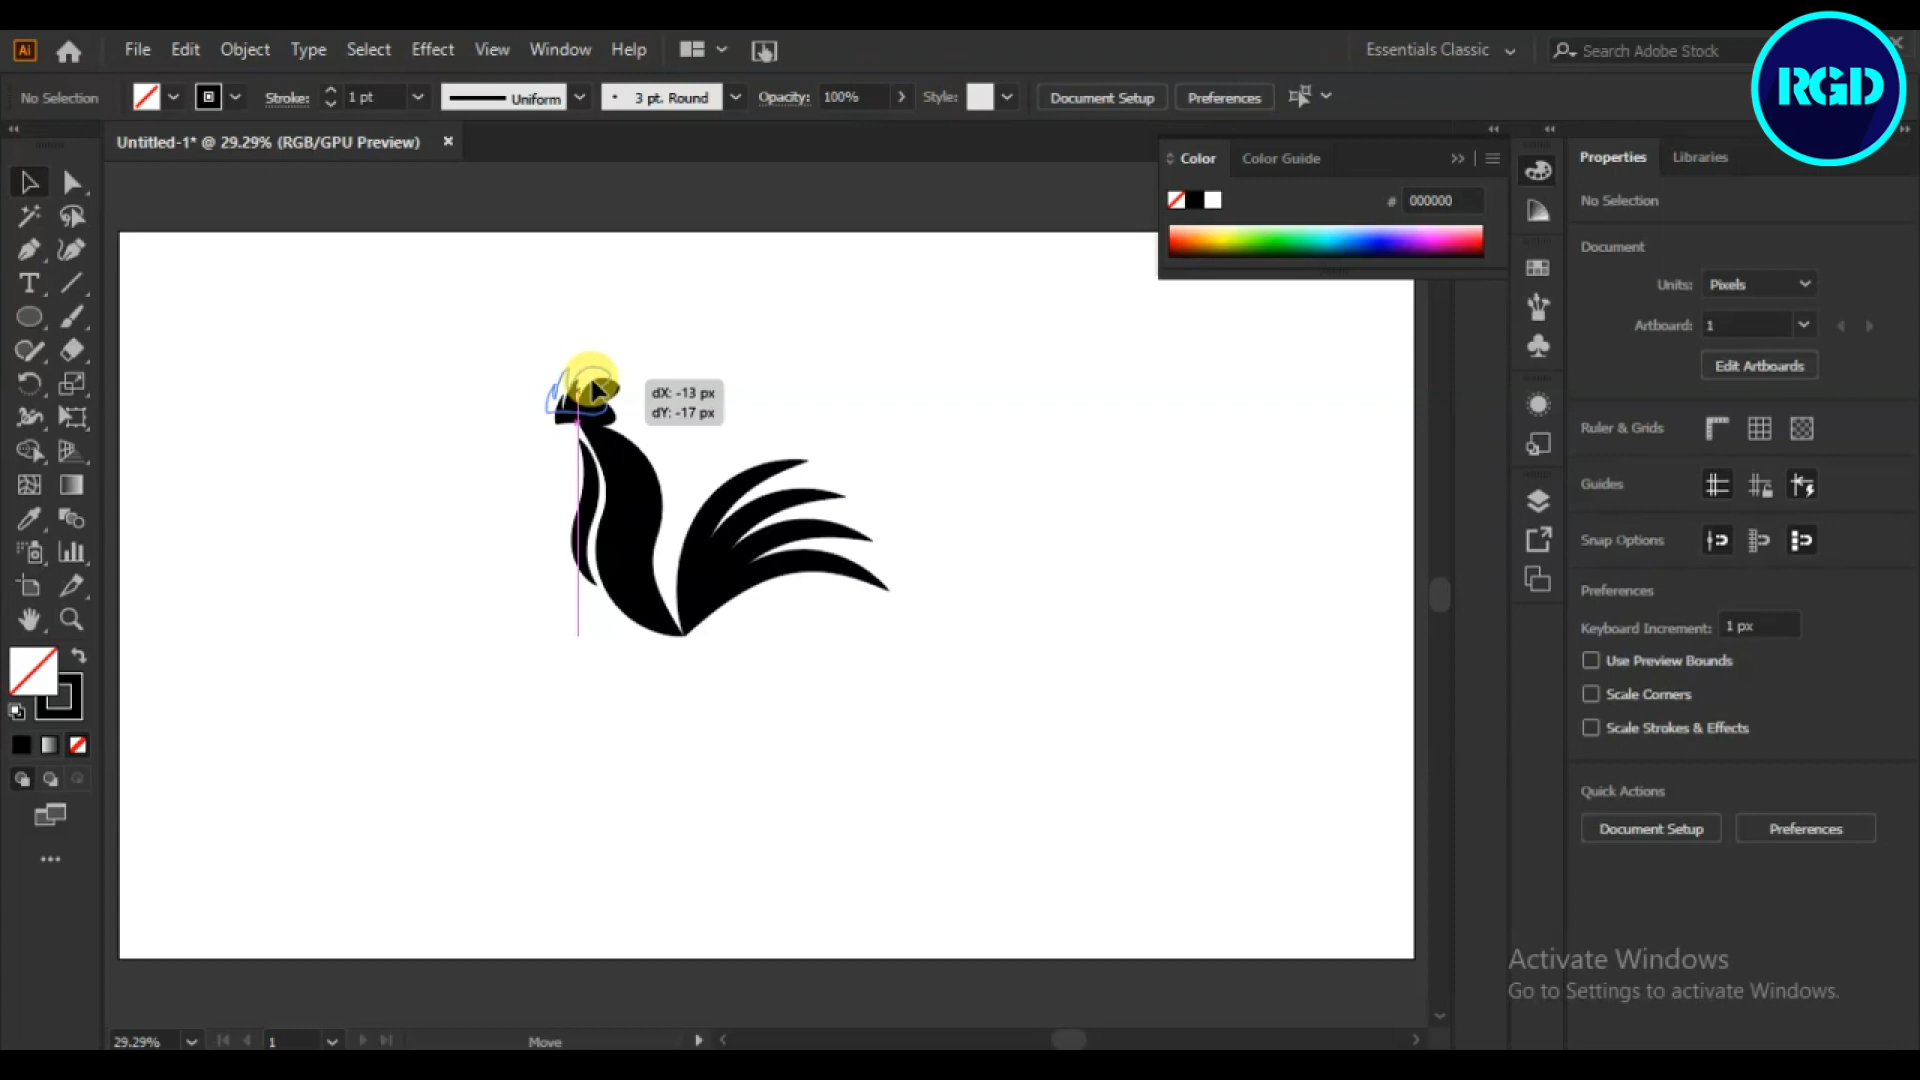 Ai File Edit Object Type Select Effect View Window Help Essentials Classic Search Adobe Stock
RGD
No Selection Stroke: 1 pt Uniform 3 pt. Round Opacity: 100% Style: Document Setup Preferences
Untitled-1* @ 29.29% (RGB/GPU Preview) ×
Color Color Guide
# 000000
Properties Libraries
No Selection
Document
Units: Pixels
Artboard: 1
Edit Artboards
dX: -13 px
dY: -17 px
Ruler & Grids
Guides
Snap Options
Preferences
Keyboard Increment: 1 px
Use Preview Bounds
Scale Corners
Scale Strokes & Effects
Quick Actions
Document Setup Preferences
Activate Windows
Go to Settings to activate Windows.
29.29% 1 Move